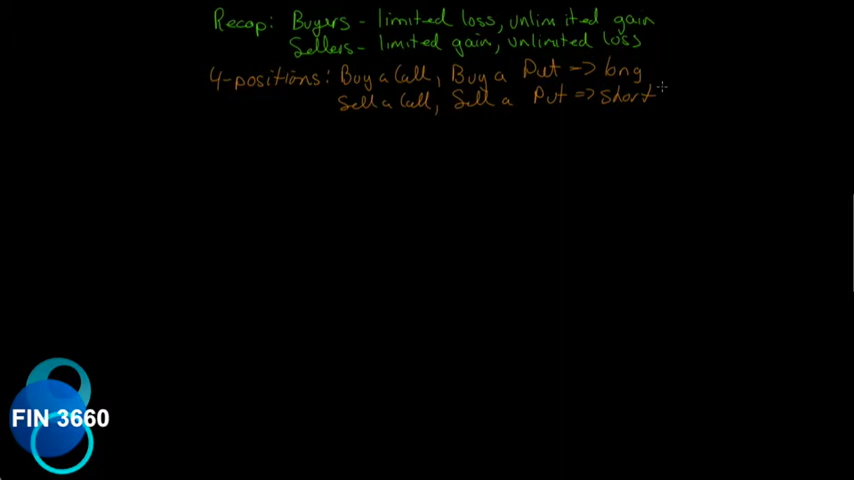 Recap: Buyers - limited loss, unlimited gain
Sellers - limited gain, unlimited loss
4-positions: Buy a Call, Buy a Put => long
Sell a Call, Sell a Put => Short
FIN 3660